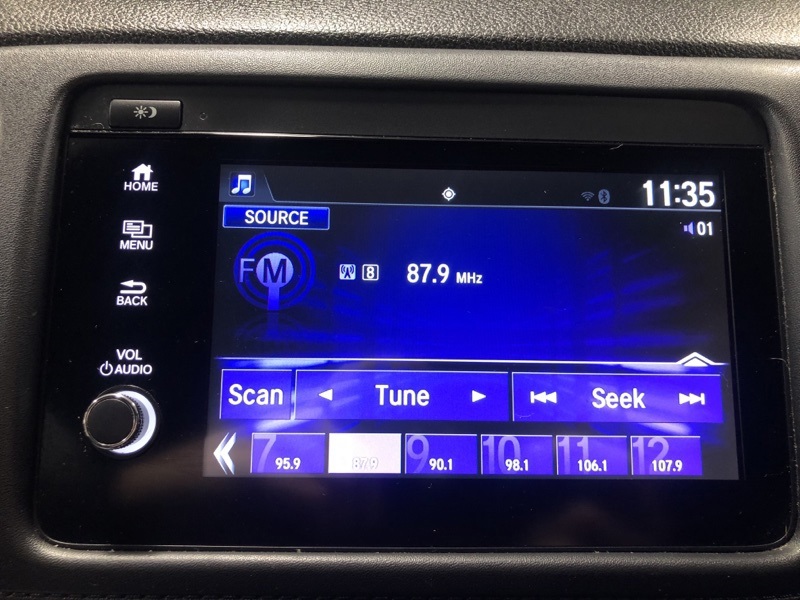 HOME
MENU
BACK
VOL
AUDIO
11:35
SOURCE
01
FM
8 87.9 MHz
Scan Tune Seek
7 95.9
87.9
9 90.1
10 98.1
11 106.1
12 107.9